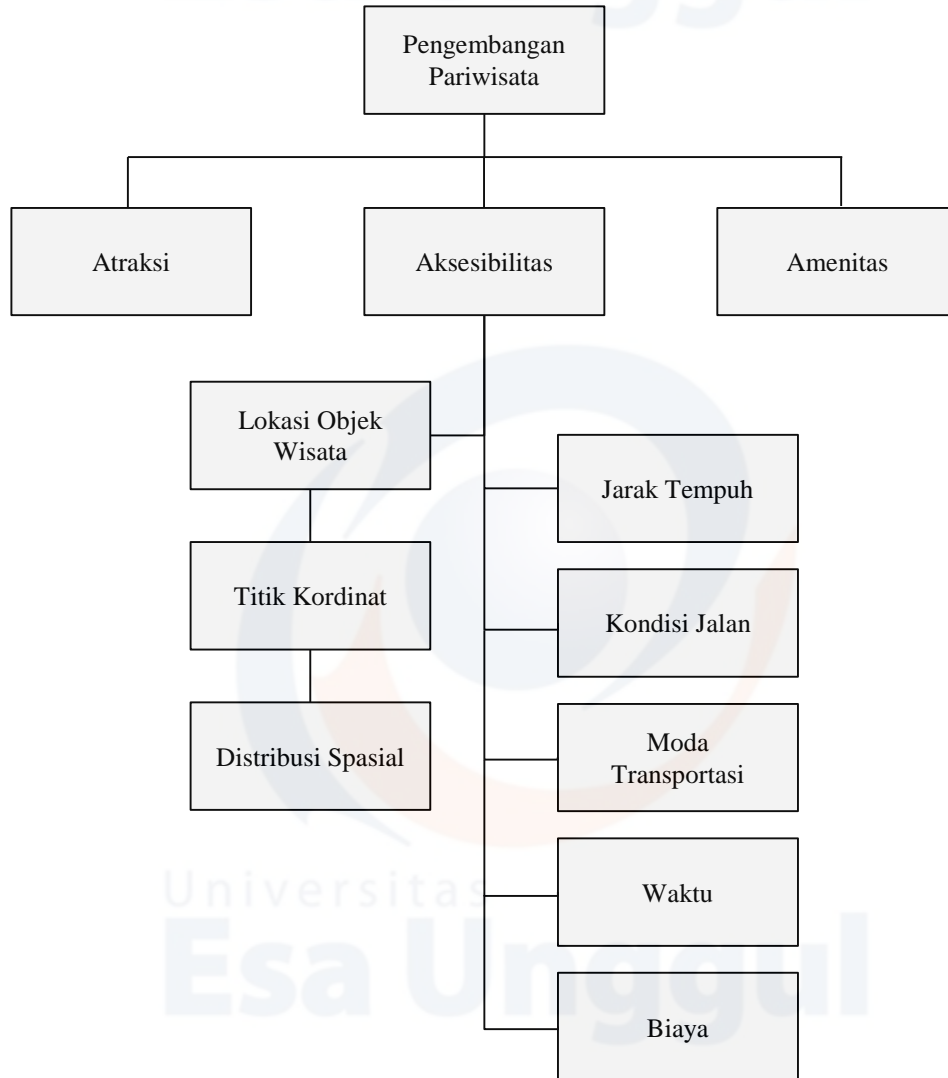 Pengembangan
Pariwisata
Atraksi
Aksesibilitas
Amenitas
Lokasi Objek
Wisata
Jarak Tempuh
Titik Kordinat
Kondisi Jalan
Distribusi Spasial
Moda
Transportasi
Waktu
Universitas
Esa Unggul
Biaya